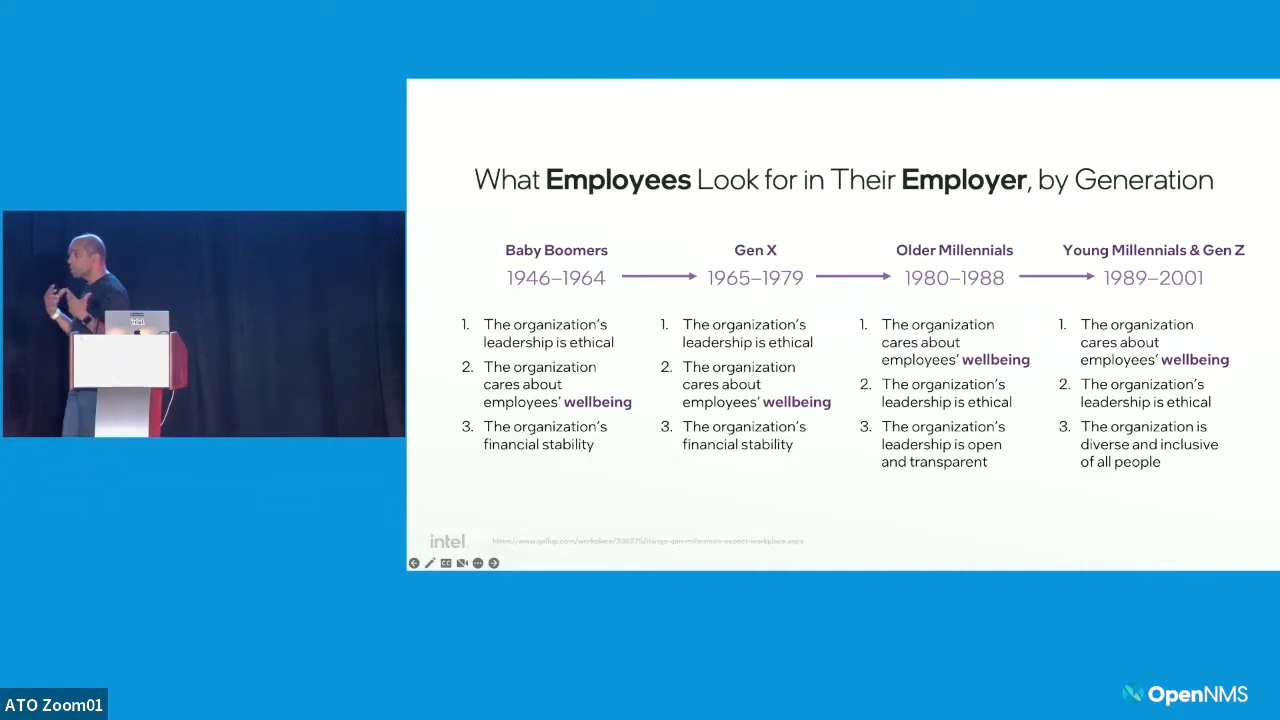 What Employees Look for in Their Employer, by Generation
Baby Boomers
1946–1964
1. The organization's
leadership is ethical
2. The organization
cares about
employees' wellbeing
3. The organization's
financial stability
Gen X
1965–1979
1. The organization's
leadership is ethical
2. The organization
cares about
employees' wellbeing
3. The organization's
financial stability
Older Millennials
1980–1988
1. The organization
cares about
employees' wellbeing
2. The organization's
leadership is ethical
3. The organization's
leadership is open
and transparent
Young Millennials & Gen Z
1989–2001
1. The organization
cares about
employees' wellbeing
2. The organization's
leadership is ethical
3. The organization is
diverse and inclusive
of all people
intel
intel.
CC
ATO Zoom01
OpenNMS